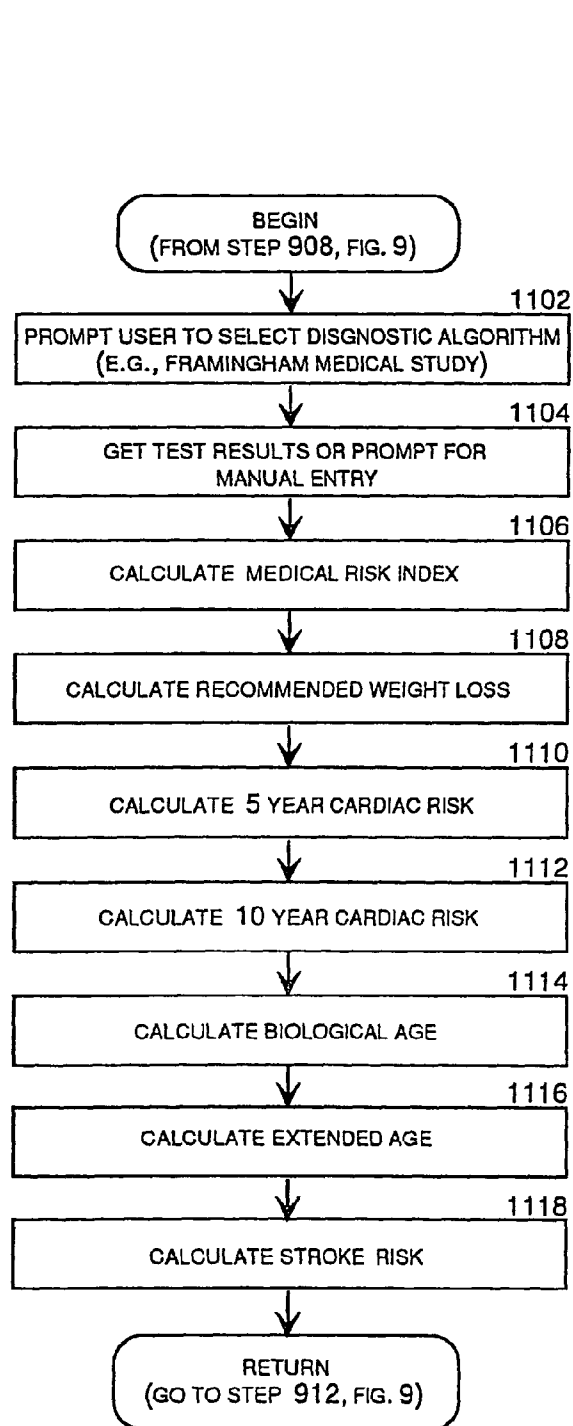 BEGIN
(FROM STEP 908, FIG. 9)
1102
PROMPT USER TO SELECT DISGNOSTIC ALGORITHM
(E.G., FRAMINGHAM MEDICAL STUDY)
1104
GET TEST RESULTS OR PROMPT FOR
MANUAL ENTRY
1106
CALCULATE MEDICAL RISK INDEX
1108
CALCULATE RECOMMENDED WEIGHT LOSS
1110
CALCULATE 5 YEAR CARDIAC RISK
1112
CALCULATE 10 YEAR CARDIAC RISK
1114
CALCULATE BIOLOGICAL AGE
1116
CALCULATE EXTENDED AGE
1118
CALCULATE STROKE RISK
RETURN
(GO TO STEP 912, FIG. 9)